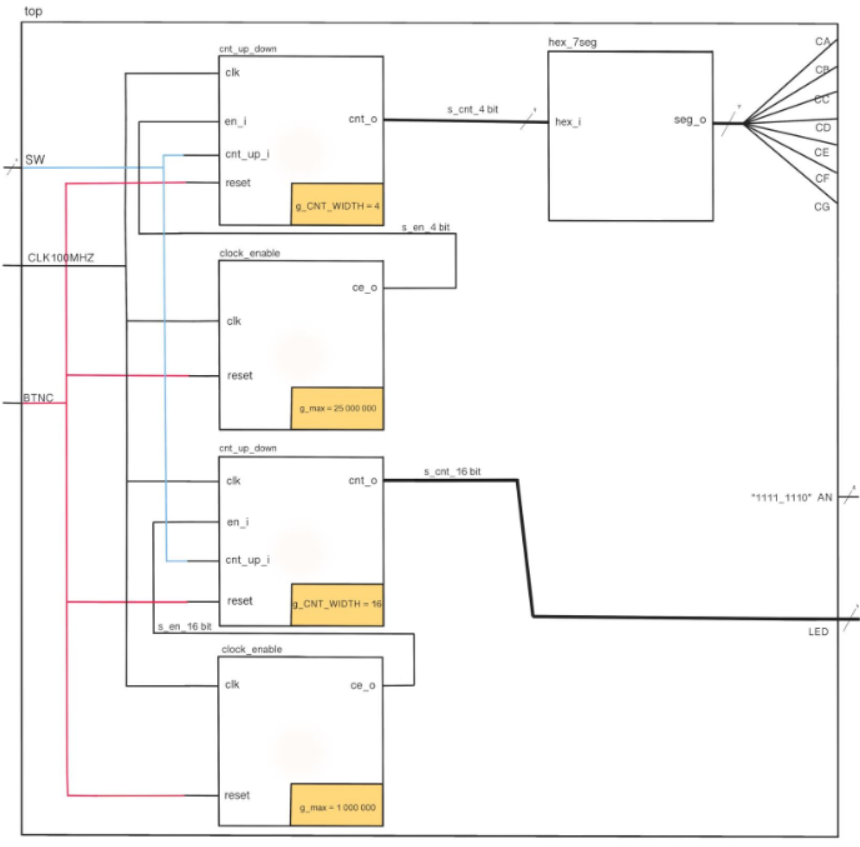 top
cnt_up_down
clk
en_i
cnt_up_i
reset
cnt_o
g_CNT_WIDTH = 4
s_cnt_4 bit
hex_7seg
hex_i
seg_o
CA
CB
CC
CD
CE
CF
CG
SW
CLK100MHZ
BTNC
s_en_4 bit
clock_enable
ce_o
clk
reset
g_max = 25 000 000
cnt_up_down
clk
en_i
cnt_up_i
reset
cnt_o
g_CNT_WIDTH = 16
s_cnt_16 bit
"1111_1110" AN
LED
s_en_16 bit
clock_enable
clk
ce_o
reset
g_max = 1 000 000